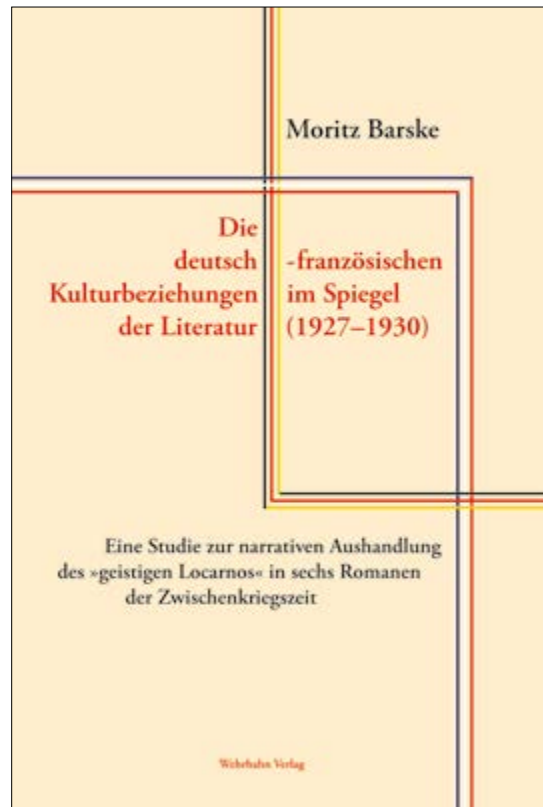 Moritz Barske
Die
deutsch -französischen
Kulturbeziehungen im Spiegel
der Literatur (1927–1930)
Eine Studie zur narrativen Aushandlung
des »geistigen Locarnos« in sechs Romanen
der Zwischenkriegszeit
Wehrhahn Verlag